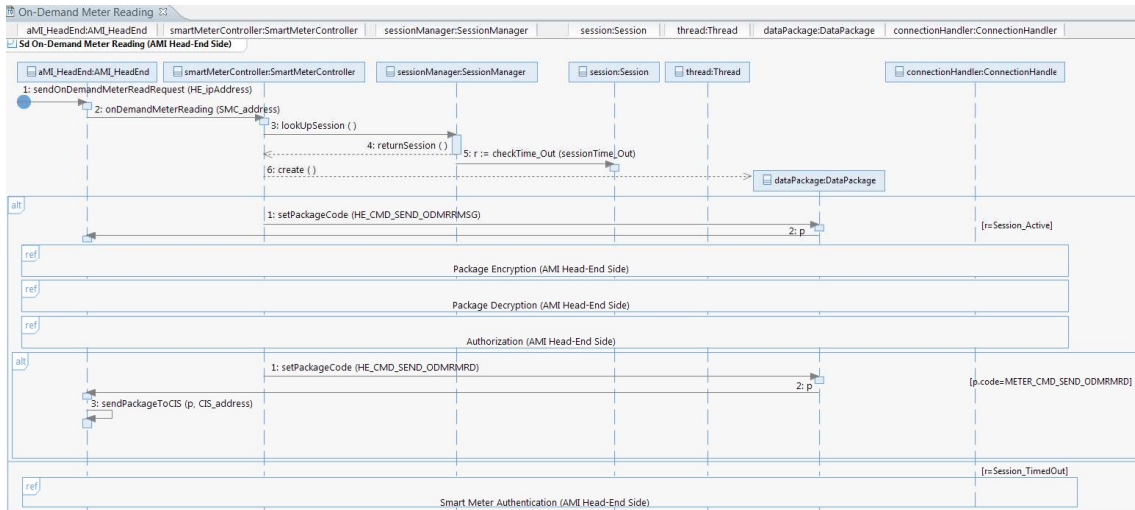 On-Demand Meter Reading
aMI_HeadEnd:AMI_HeadEnd smartMeterController:SmartMeterController sessionManager:SessionManager session:Session thread:Thread dataPackage:DataPackage connectionHandler:ConnectionHandler
Sd On-Demand Meter Reading (AMI Head-End Side)
aMI_HeadEnd:AMI_HeadEnd smartMeterController:SmartMeterController sessionManager:SessionManager session:Session thread:Thread connectionHandler:ConnectionHandle
1: sendOnDemandMeterReadRequest (HE_ipAddress)
2: onDemandMeterReading (SMC_address)
3: lookUpSession ( )
4: returnSession ( )
5: r := checkTime_Out (sessionTime_Out)
6: create ( )
dataPackage:DataPackage
alt
1: setPackageCode (HE_CMD_SEND_ODMRRMSG)
[r=Session_Active]
2: p
ref
Package Encryption (AMI Head-End Side)
ref
Package Decryption (AMI Head-End Side)
ref
Authorization (AMI Head-End Side)
alt
1: setPackageCode (HE_CMD_SEND_ODMRMRD)
[p.code=METER_CMD_SEND_ODMRMRD]
2: p
3: sendPackageToCIS (p, CIS_address)
[r=Session_TimedOut]
ref
Smart Meter Authentication (AMI Head-End Side)